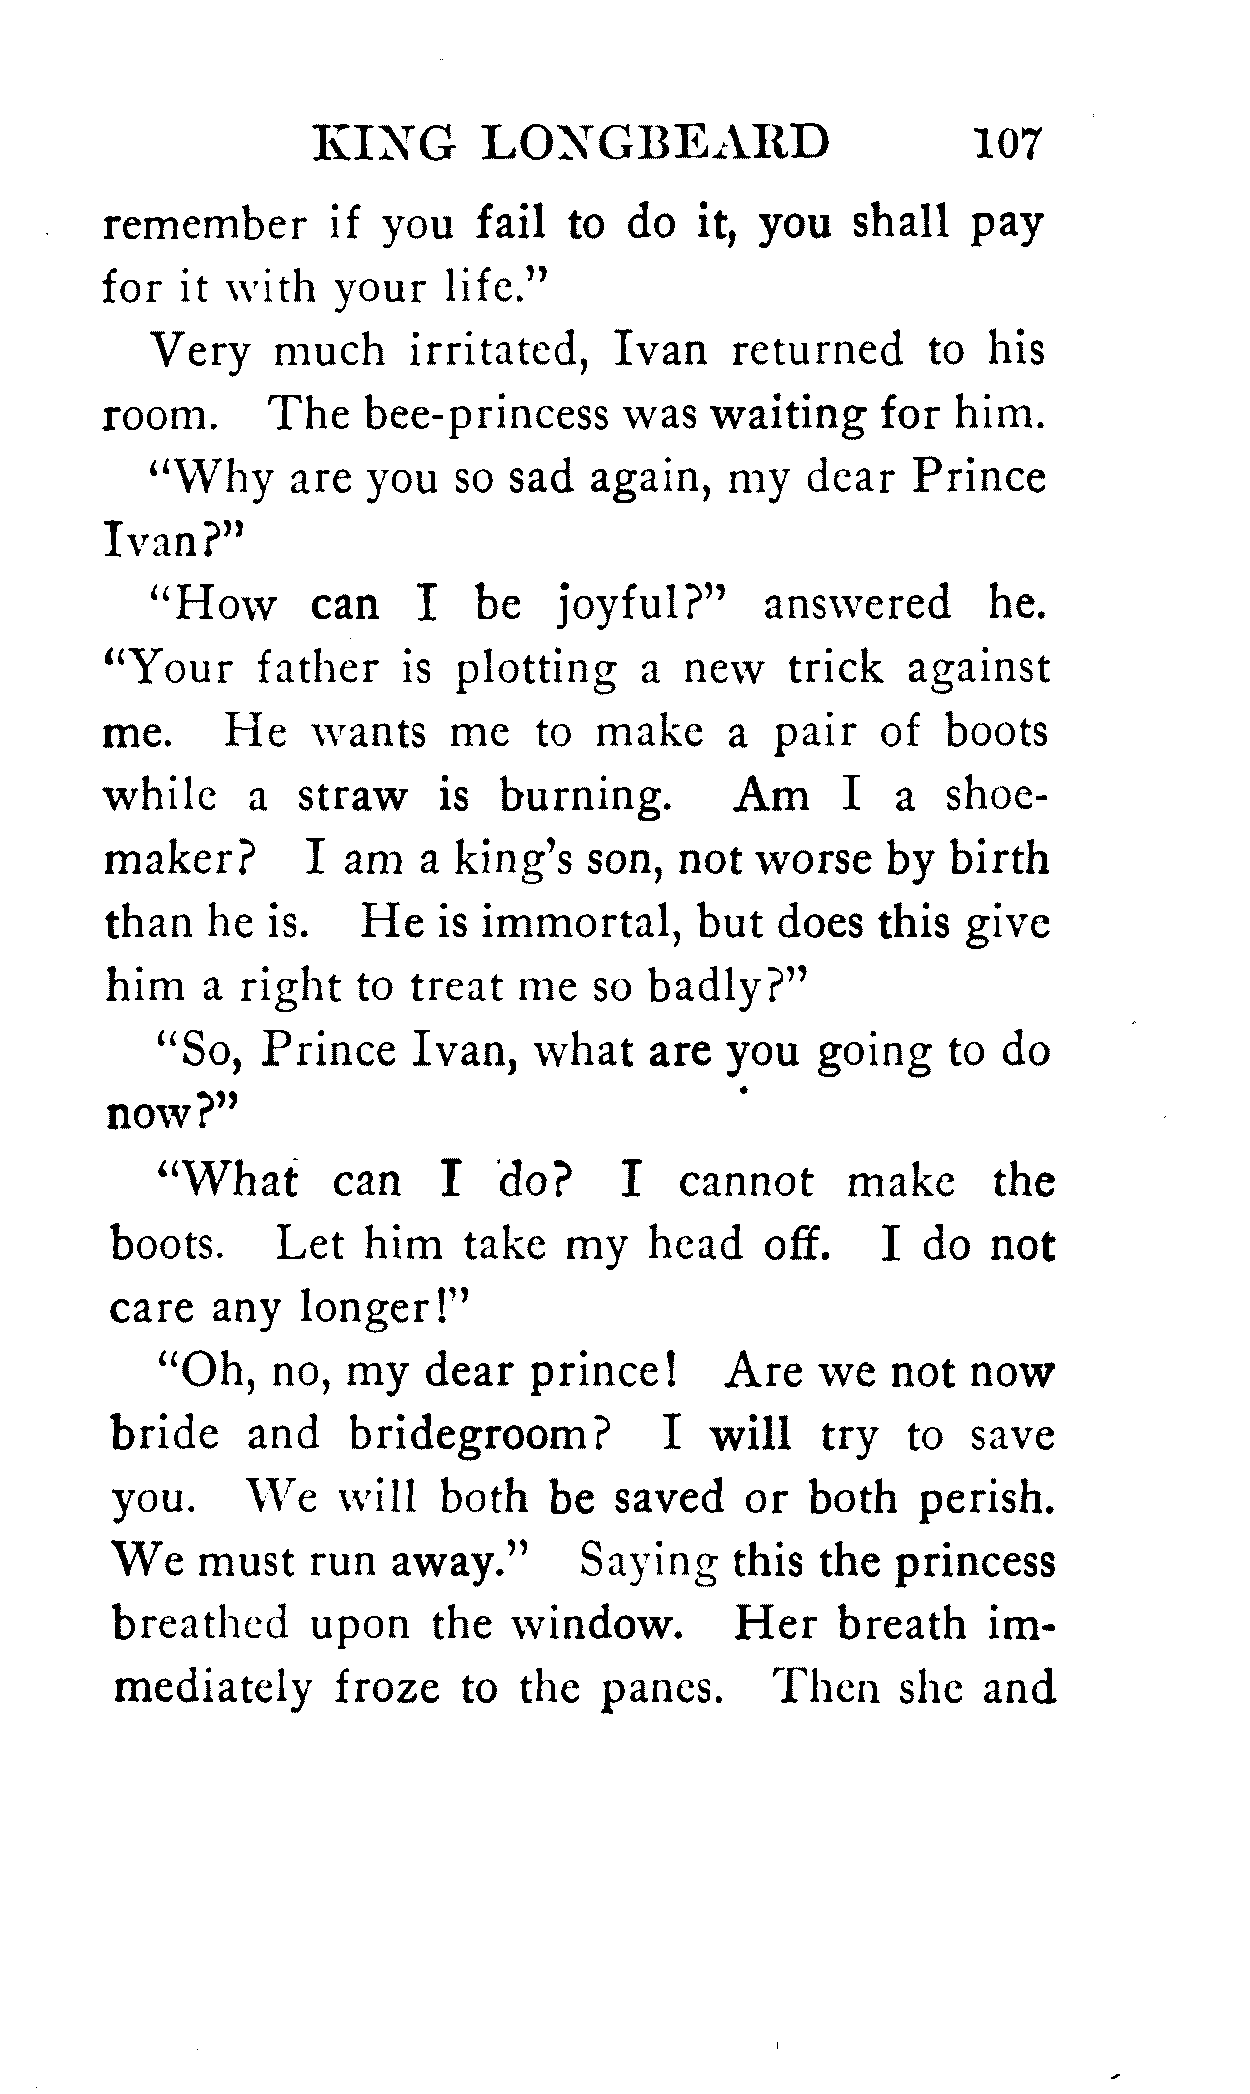 KING LONGBEARD 107
remember if you fail to do it, you shall pay
for it with your life."
Very much irritated, Ivan returned to his
room. The bee-princess was waiting for him.
"Why are you so sad again, my dear Prince
Ivan?"
"How can I be joyful?" answered he.
"Your father is plotting a new trick against
me. He wants me to make a pair of boots
while a straw is burning. Am I a shoe-
maker? I am a king's son, not worse by birth
than he is. He is immortal, but does this give
him a right to treat me so badly?"
"So, Prince Ivan, what are you going to do
now?"
"What can I do? I cannot make the
boots. Let him take my head off. I do not
care any longer!"
"Oh, no, my dear prince! Are we not now
bride and bridegroom? I will try to save
you. We will both be saved or both perish.
We must run away." Saying this the princess
breathed upon the window. Her breath im-
mediately froze to the panes. Then she and